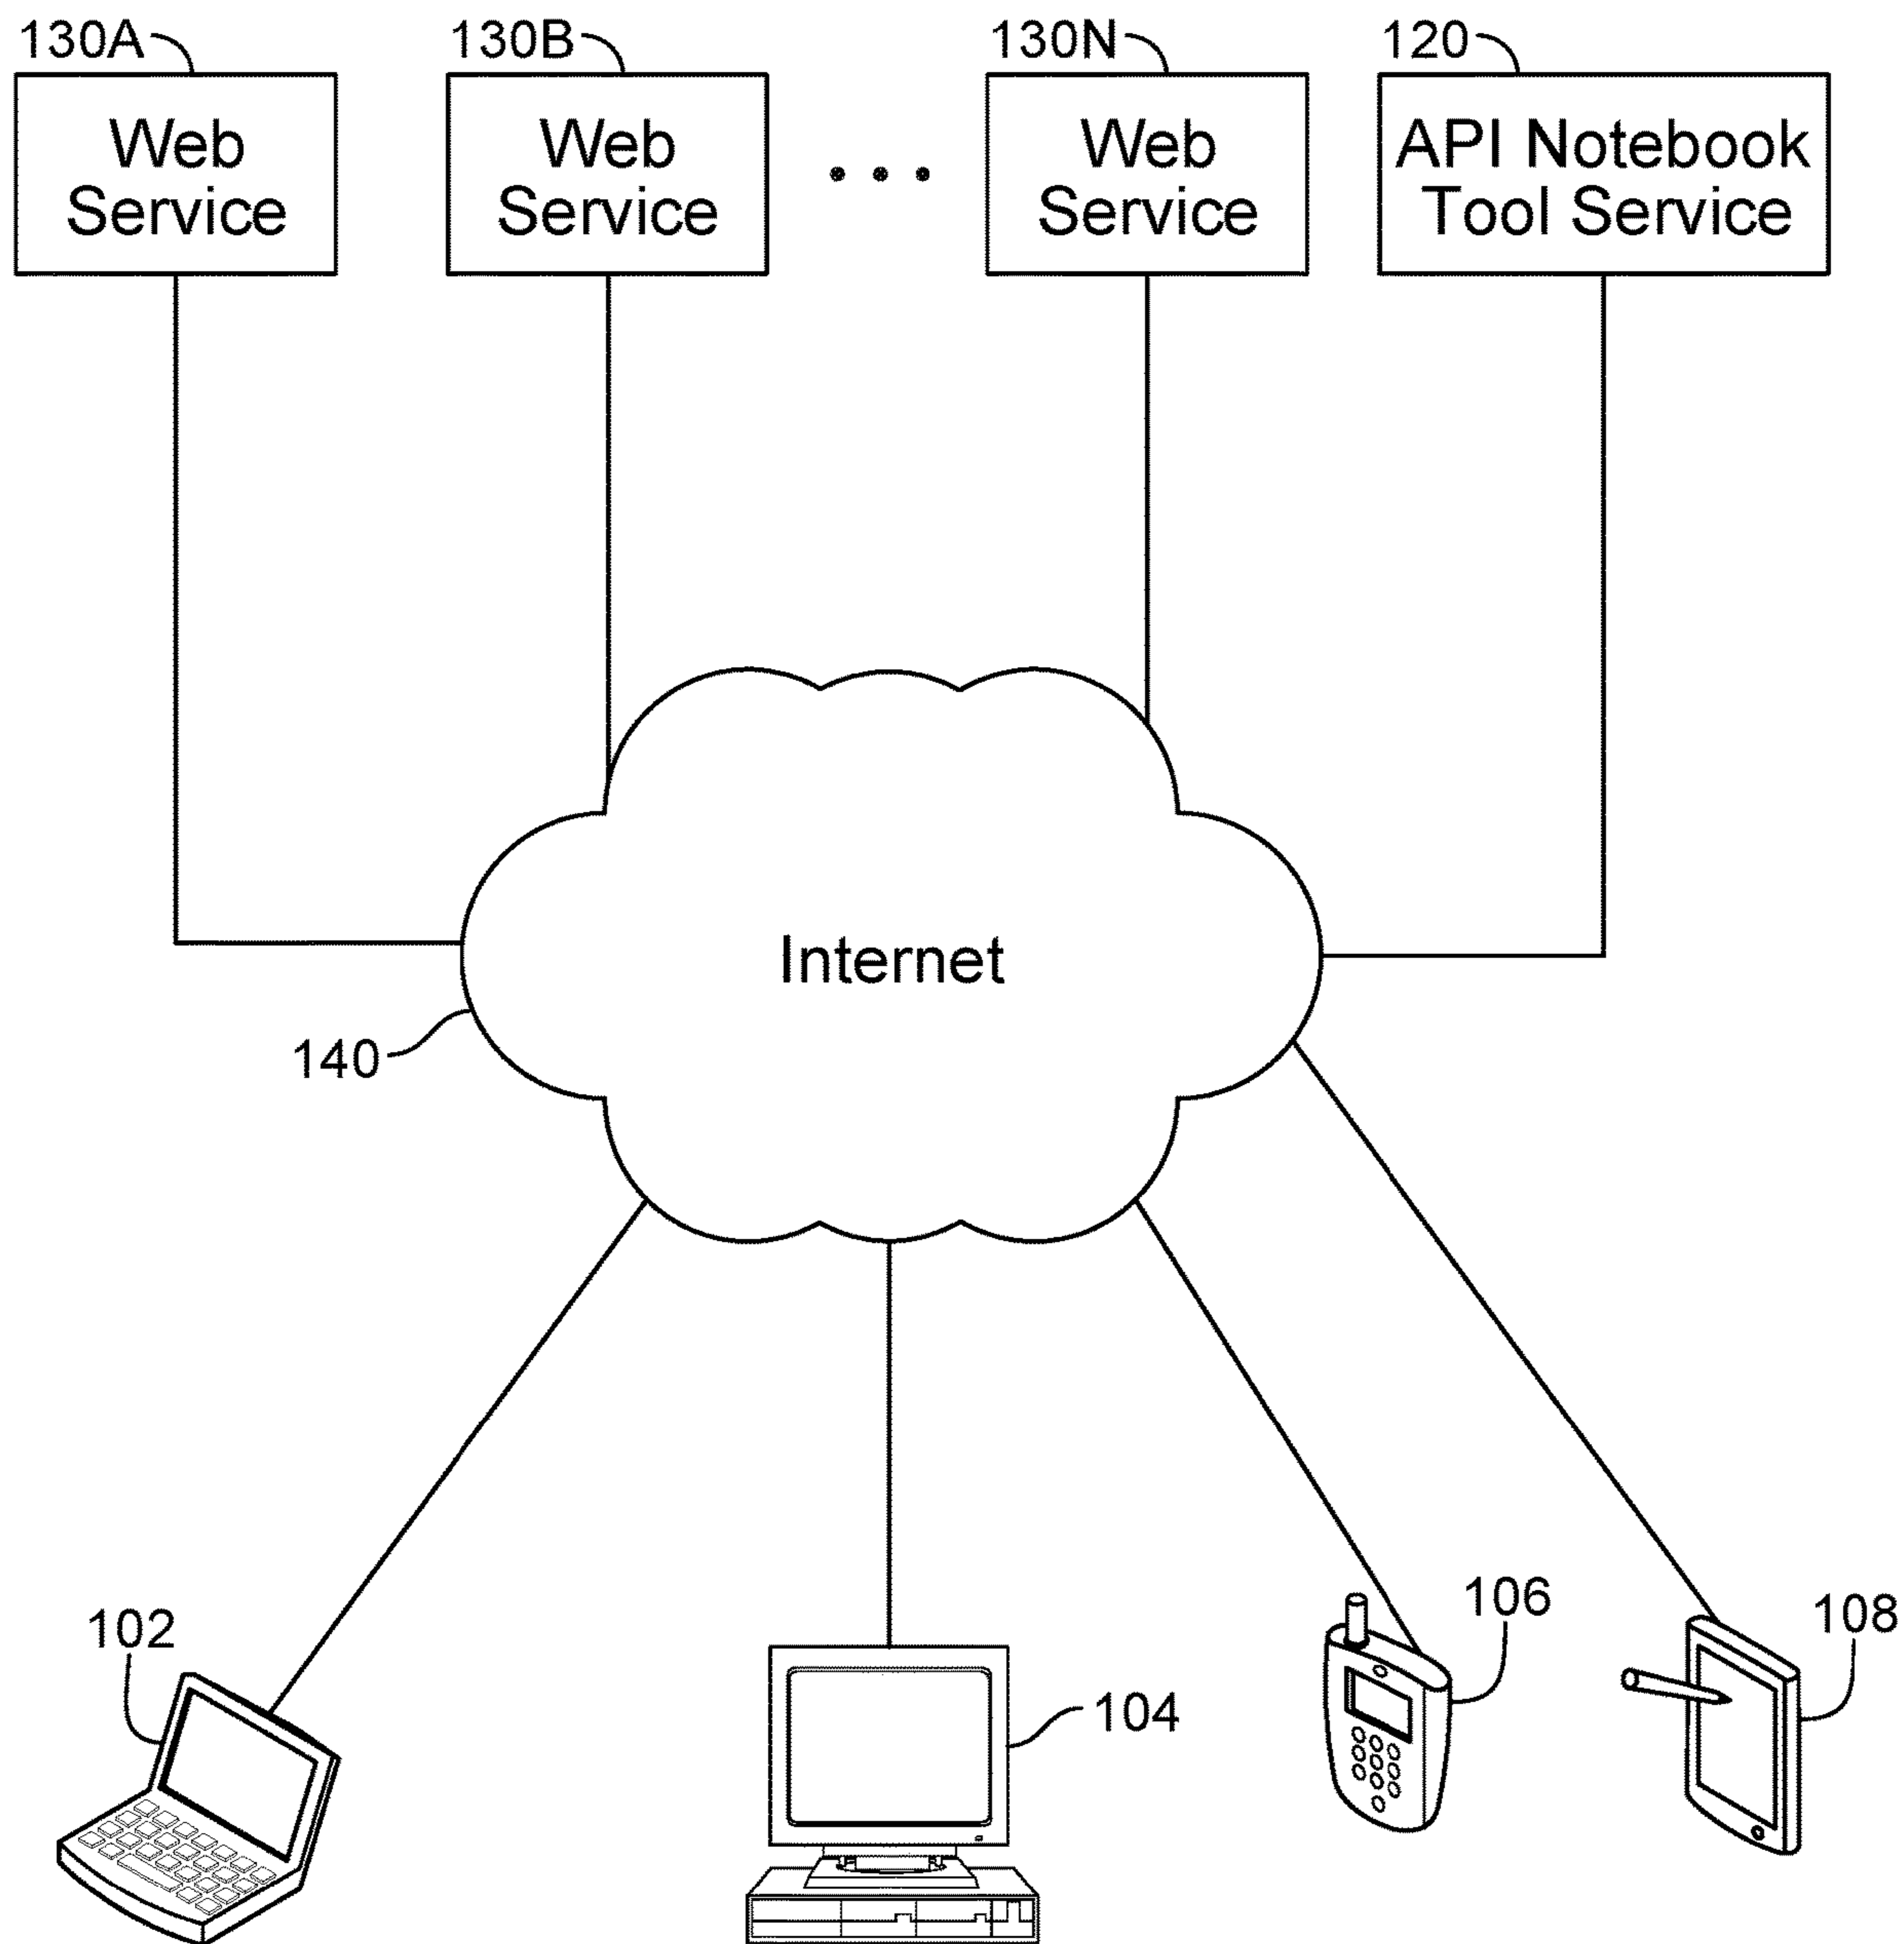 130A
130B
130N
120
Web
Service
Web
Service
...
Web
Service
API Notebook
Tool Service
Internet
140
102
104
106
108